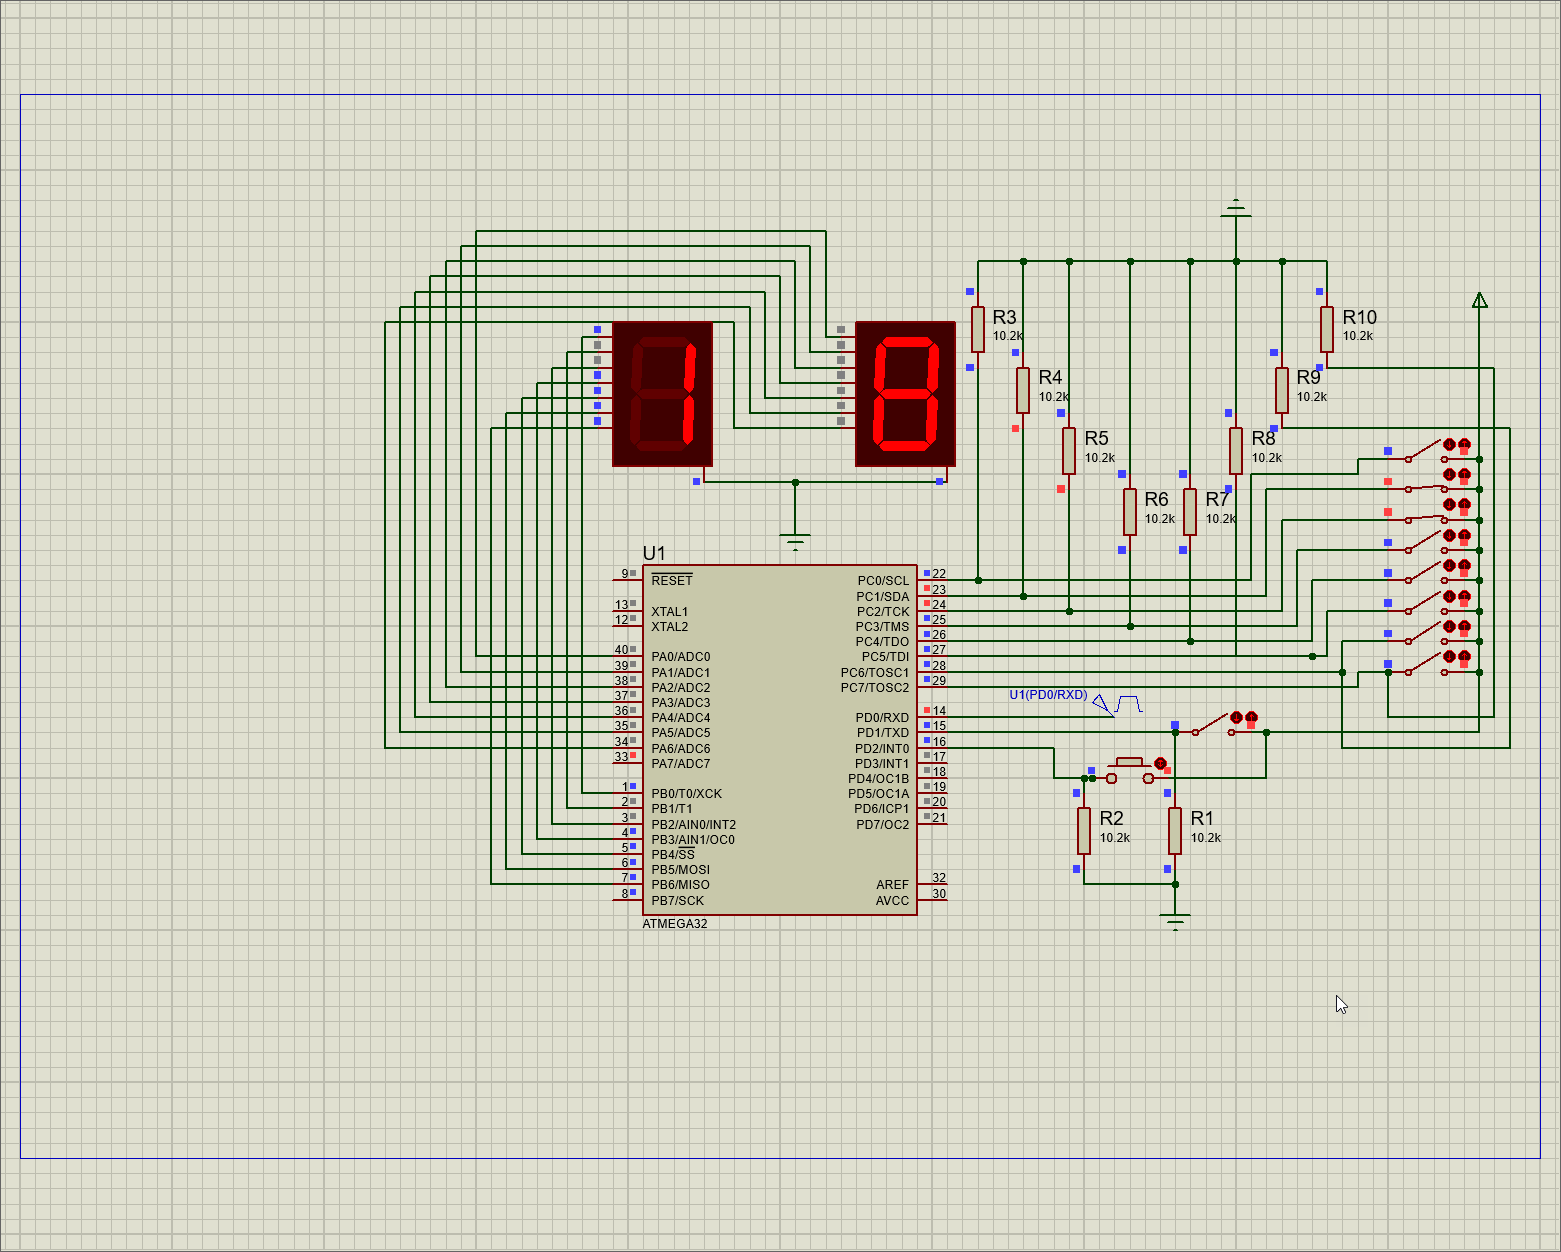 R3
10.2k
R10
10.2k
R4
10.2k
R9
10.2k
R5
10.2k
R8
10.2k
R6
10.2k
R7
10.2k
18
U1
9 RESET PC0/SCL 22
PC1/SDA 23
13 XTAL1 PC2/TCK 24
12 XTAL2 PC3/TMS 25
PC4/TDO 26
40 PA0/ADC0 PC5/TDI 27
39 PA1/ADC1 PC6/TOSC1 28
38 PA2/ADC2 PC7/TOSC2 29
37 PA3/ADC3
U1(PD0/RXD)
36 PA4/ADC4 PD0/RXD 14
35 PA5/ADC5 PD1/TXD 15
34 PA6/ADC6 PD2/INT0 16
33 PA7/ADC7 PD3/INT1 17
PD4/OC1B 18
1 PB0/T0/XCK PD5/OC1A 19
2 PB1/T1 PD6/ICP1 20
3 PB2/AIN0/INT2 PD7/OC2 21
4 PB3/AIN1/OC0
5 PB4/SS
6 PB5/MOSI
7 PB6/MISO AREF 32
8 PB7/SCK AVCC 30
ATMEGA32
R2
10.2k
R1
10.2k